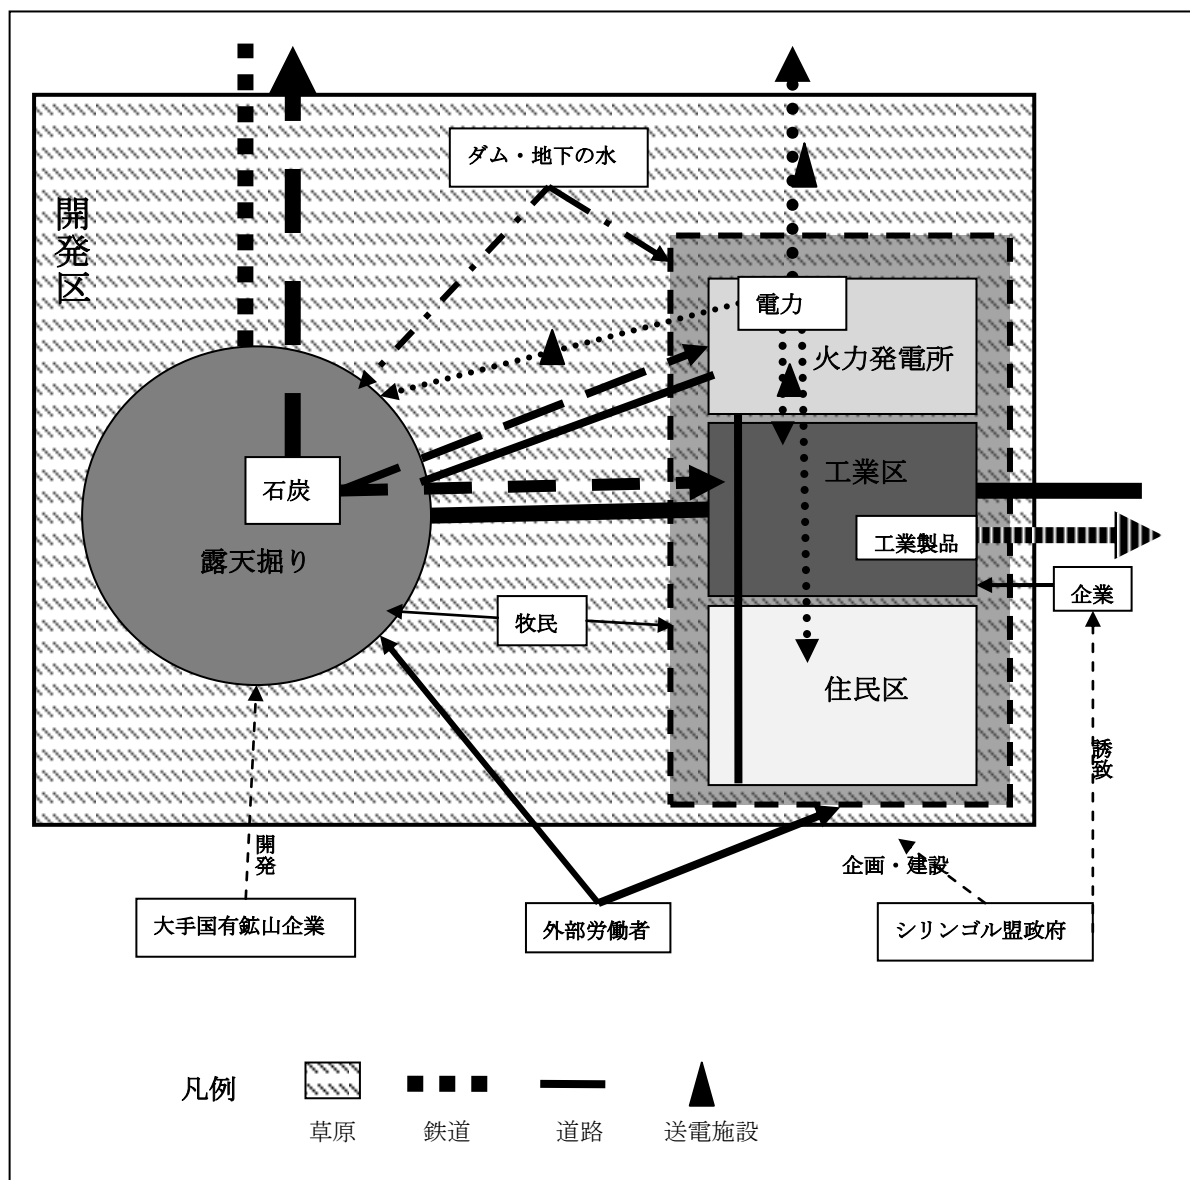 ダム・地下の水
開発区
電力
火力発電所
工業区
石炭
工業製品
露天掘り
企業
牧民
住民区
誘致
開発
企画・建設
大手国有鉱山企業
外部労働者
シリンゴル盟政府
凡例
草原
鉄道
道路
送電施設